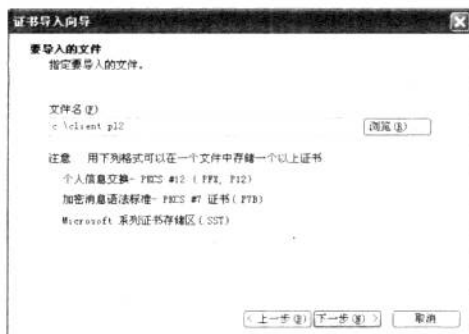 证书导入向导
要导入的文件
指定要导入的文件。
文件名(F)
c:\client p12
浏览(R)
注意 用下列格式可以在一个文件中存储一个以上证书
个人信息交换- PKCS #12 (PFX, P12)
加密消息语法标准- PKCS #7 证书(P7B)
Microsoft 系列证书存储区(SST)
< 上一步(B) 下一步(N) > 取消